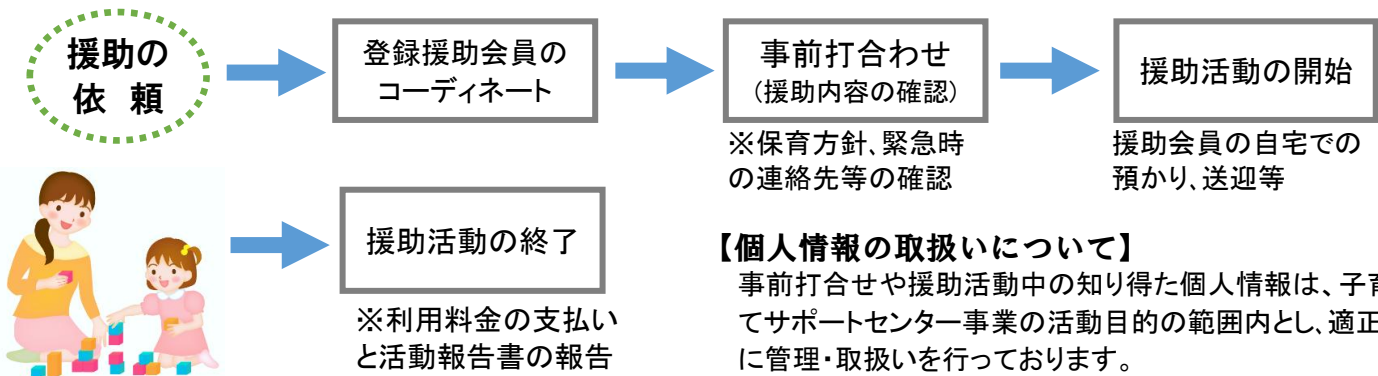 援助の
依 頼
登録援助会員の
コーディネート
事前打合わせ
(援助内容の確認)
援助活動の開始
※保育方針、緊急時
の連絡先等の確認
援助会員の自宅での
預かり、送迎等
援助活動の終了
※利用料金の支払い
と活動報告書の報告
【個人情報の取扱いについて】
事前打合せや援助活動中の知り得た個人情報は、子育
てサポートセンター事業の活動目的の範囲内とし、適正
に管理・取扱いを行っております。